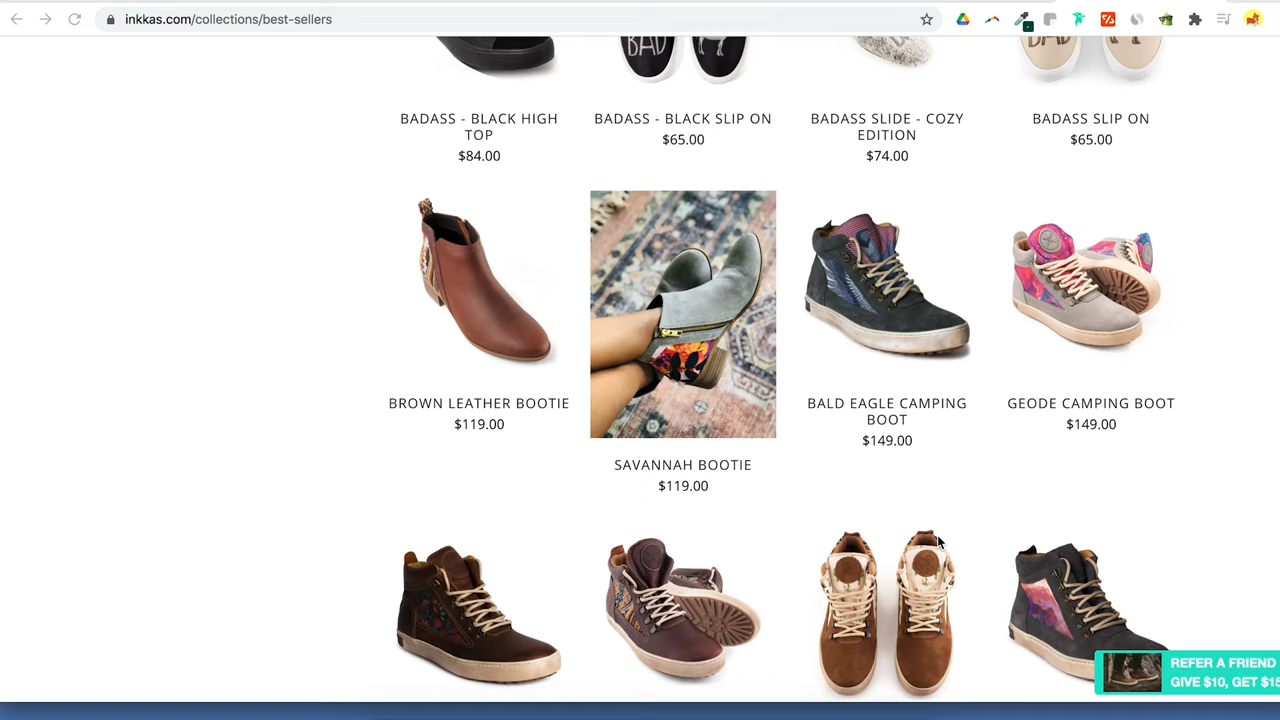 inkkas.com/collections/best-sellers
BAD
BAD
BADASS - BLACK HIGH
TOP
$84.00
BADASS - BLACK SLIP ON
$65.00
BADASS SLIDE - COZY
EDITION
$74.00
BADASS SLIP ON
$65.00
BROWN LEATHER BOOTIE
$119.00
SAVANNAH BOOTIE
$119.00
BALD EAGLE CAMPING
BOOT
$149.00
GEODE CAMPING BOOT
$149.00
REFER A FRIEND
GIVE $10, GET $15